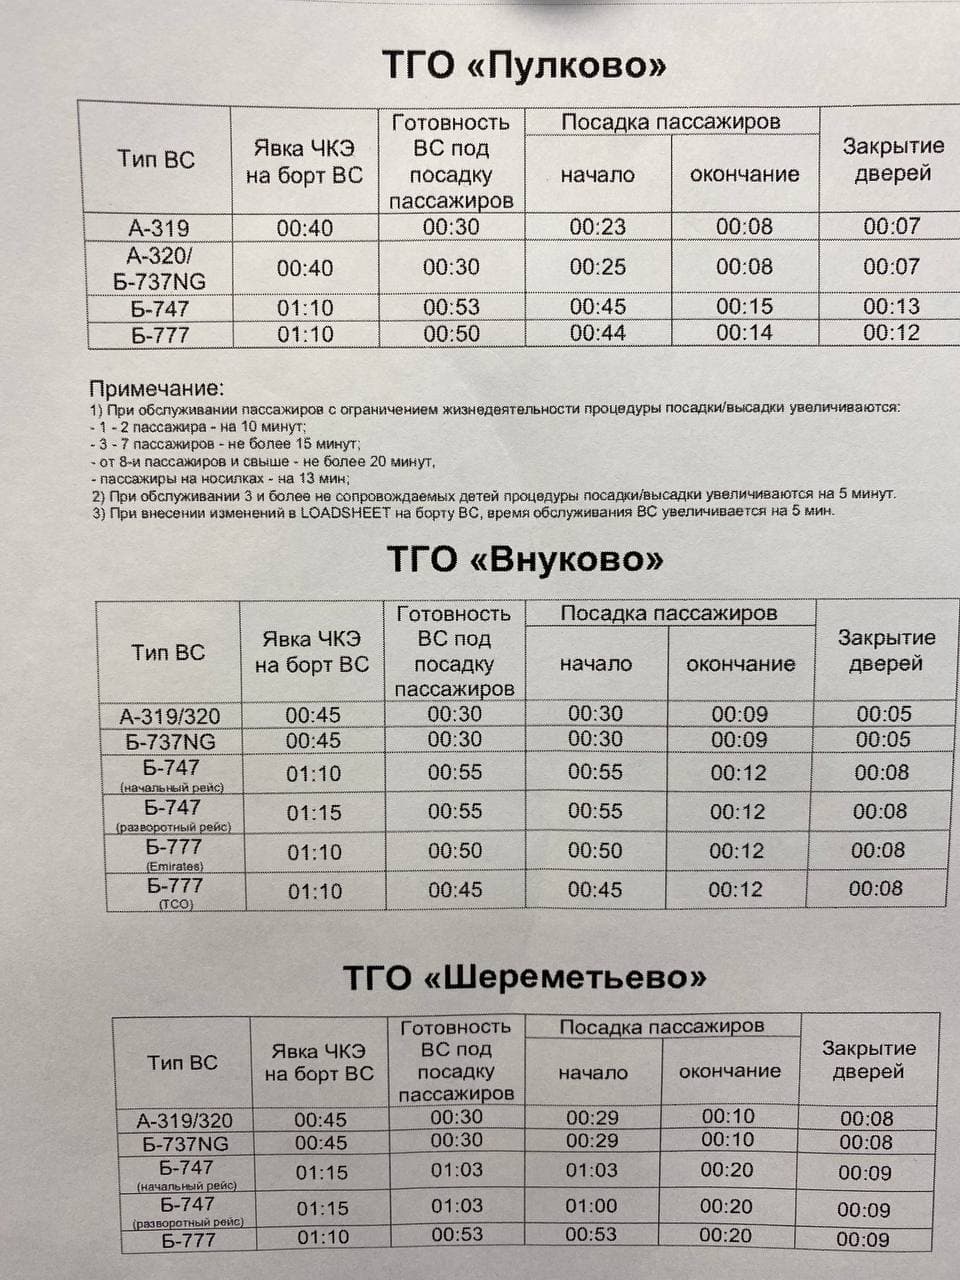 ТГО «Пулково»
Тип ВС | Явка ЧКЭ на борт ВС | Готовность ВС под посадку пассажиров | Посадка пассажиров | Закрытие дверей
начало | окончание
А-319 | 00:40 | 00:30 | 00:23 | 00:08 | 00:07
А-320/ Б-737NG | 00:40 | 00:30 | 00:25 | 00:08 | 00:07
Б-747 | 01:10 | 00:53 | 00:45 | 00:15 | 00:13
Б-777 | 01:10 | 00:50 | 00:44 | 00:14 | 00:12
Примечание:
1) При обслуживании пассажиров с ограничением жизнедеятельности процедуры посадки/высадки увеличиваются:
- 1 - 2 пассажира - на 10 минут;
- 3 - 7 пассажиров - не более 15 минут;
- от 8-и пассажиров и свыше - не более 20 минут,
- пассажиры на носилках - на 13 мин;
2) При обслуживании 3 и более не сопровождаемых детей процедуры посадки/высадки увеличиваются на 5 минут.
3) При внесении изменений в LOADSHEET на борту ВС, время обслуживания ВС увеличивается на 5 мин.
ТГО «Внуково»
Тип ВС | Явка ЧКЭ на борт ВС | Готовность ВС под посадку пассажиров | Посадка пассажиров | Закрытие дверей
начало | окончание
А-319/320 | 00:45 | 00:30 | 00:30 | 00:09 | 00:05
Б-737NG | 00:45 | 00:30 | 00:30 | 00:09 | 00:05
Б-747 (начальный рейс) | 01:10 | 00:55 | 00:55 | 00:12 | 00:08
Б-747 (разворотный рейс) | 01:15 | 00:55 | 00:55 | 00:12 | 00:08
Б-777 (Emirates) | 01:10 | 00:50 | 00:50 | 00:12 | 00:08
Б-777 (ТСО) | 01:10 | 00:45 | 00:45 | 00:12 | 00:08
ТГО «Шереметьево»
Тип ВС | Явка ЧКЭ на борт ВС | Готовность ВС под посадку пассажиров | Посадка пассажиров | Закрытие дверей
начало | окончание
А-319/320 | 00:45 | 00:30 | 00:29 | 00:10 | 00:08
Б-737NG | 00:45 | 00:30 | 00:29 | 00:10 | 00:08
Б-747 (начальный рейс) | 01:15 | 01:03 | 01:03 | 00:20 | 00:09
Б-747 (разворотный рейс) | 01:15 | 01:03 | 01:00 | 00:20 | 00:09
Б-777 | 01:10 | 00:53 | 00:53 | 00:20 | 00:09